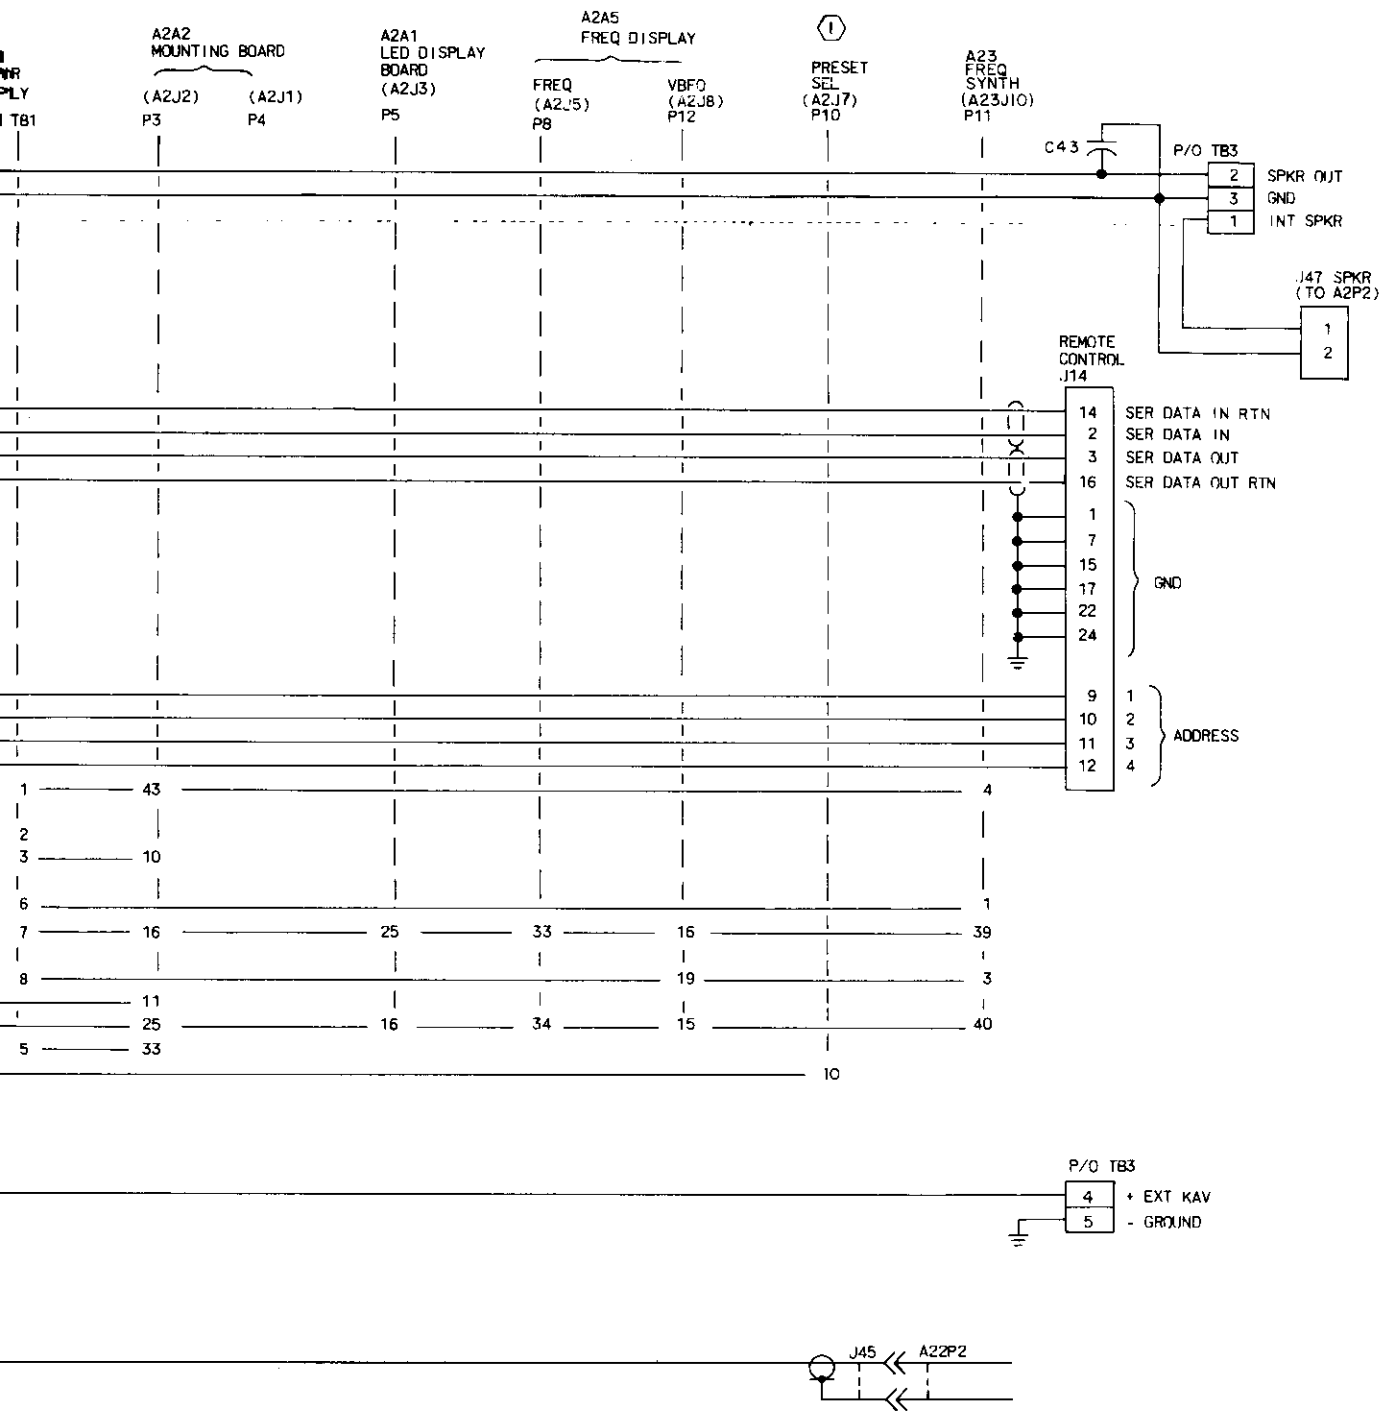 A2A2
MOUNTING BOARD
(A2J2)
(A2J1)
P3
P4
TB1
A2A1
LED DISPLAY
BOARD
(A2J3)
P5
A2A5
FREQ DISPLAY
FREQ
(A2J5)
P8
VBFO
(A2J8)
P12
1
PRESET
SEL
(A2J7)
P10
A23
FREQ
SYNTH
(A23J10)
P11
C43
P/O TB3
2 SPKR OUT
3 GND
1 INT SPKR
J47 SPKR
(TO A2P2)
1
2
REMOTE
CONTROL
J14
14 SER DATA IN RTN
2 SER DATA IN
3 SER DATA OUT
16 SER DATA OUT RTN
1
7
15
17
22
24
GND
9 1
10 2
11 3
12 4
ADDRESS
1 43 4
2
3 10
6 1
7 16 25 33 16 39
8 19 3
11
25 16 34 15 40
5 33
10
P/O TB3
4 + EXT KAV
5 - GROUND
J45 A22P2